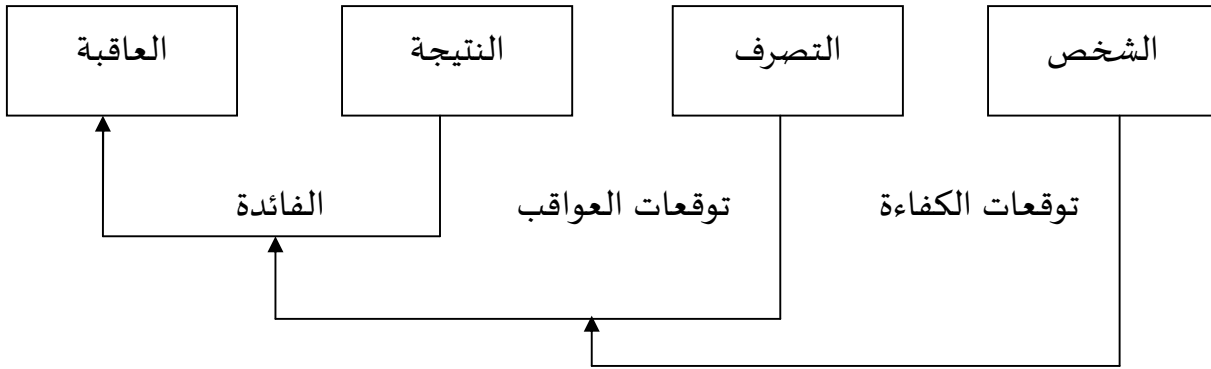 الشخص
التصرف
النتيجة
العاقبة
توقعات الكفاءة
توقعات العواقب
الفائدة